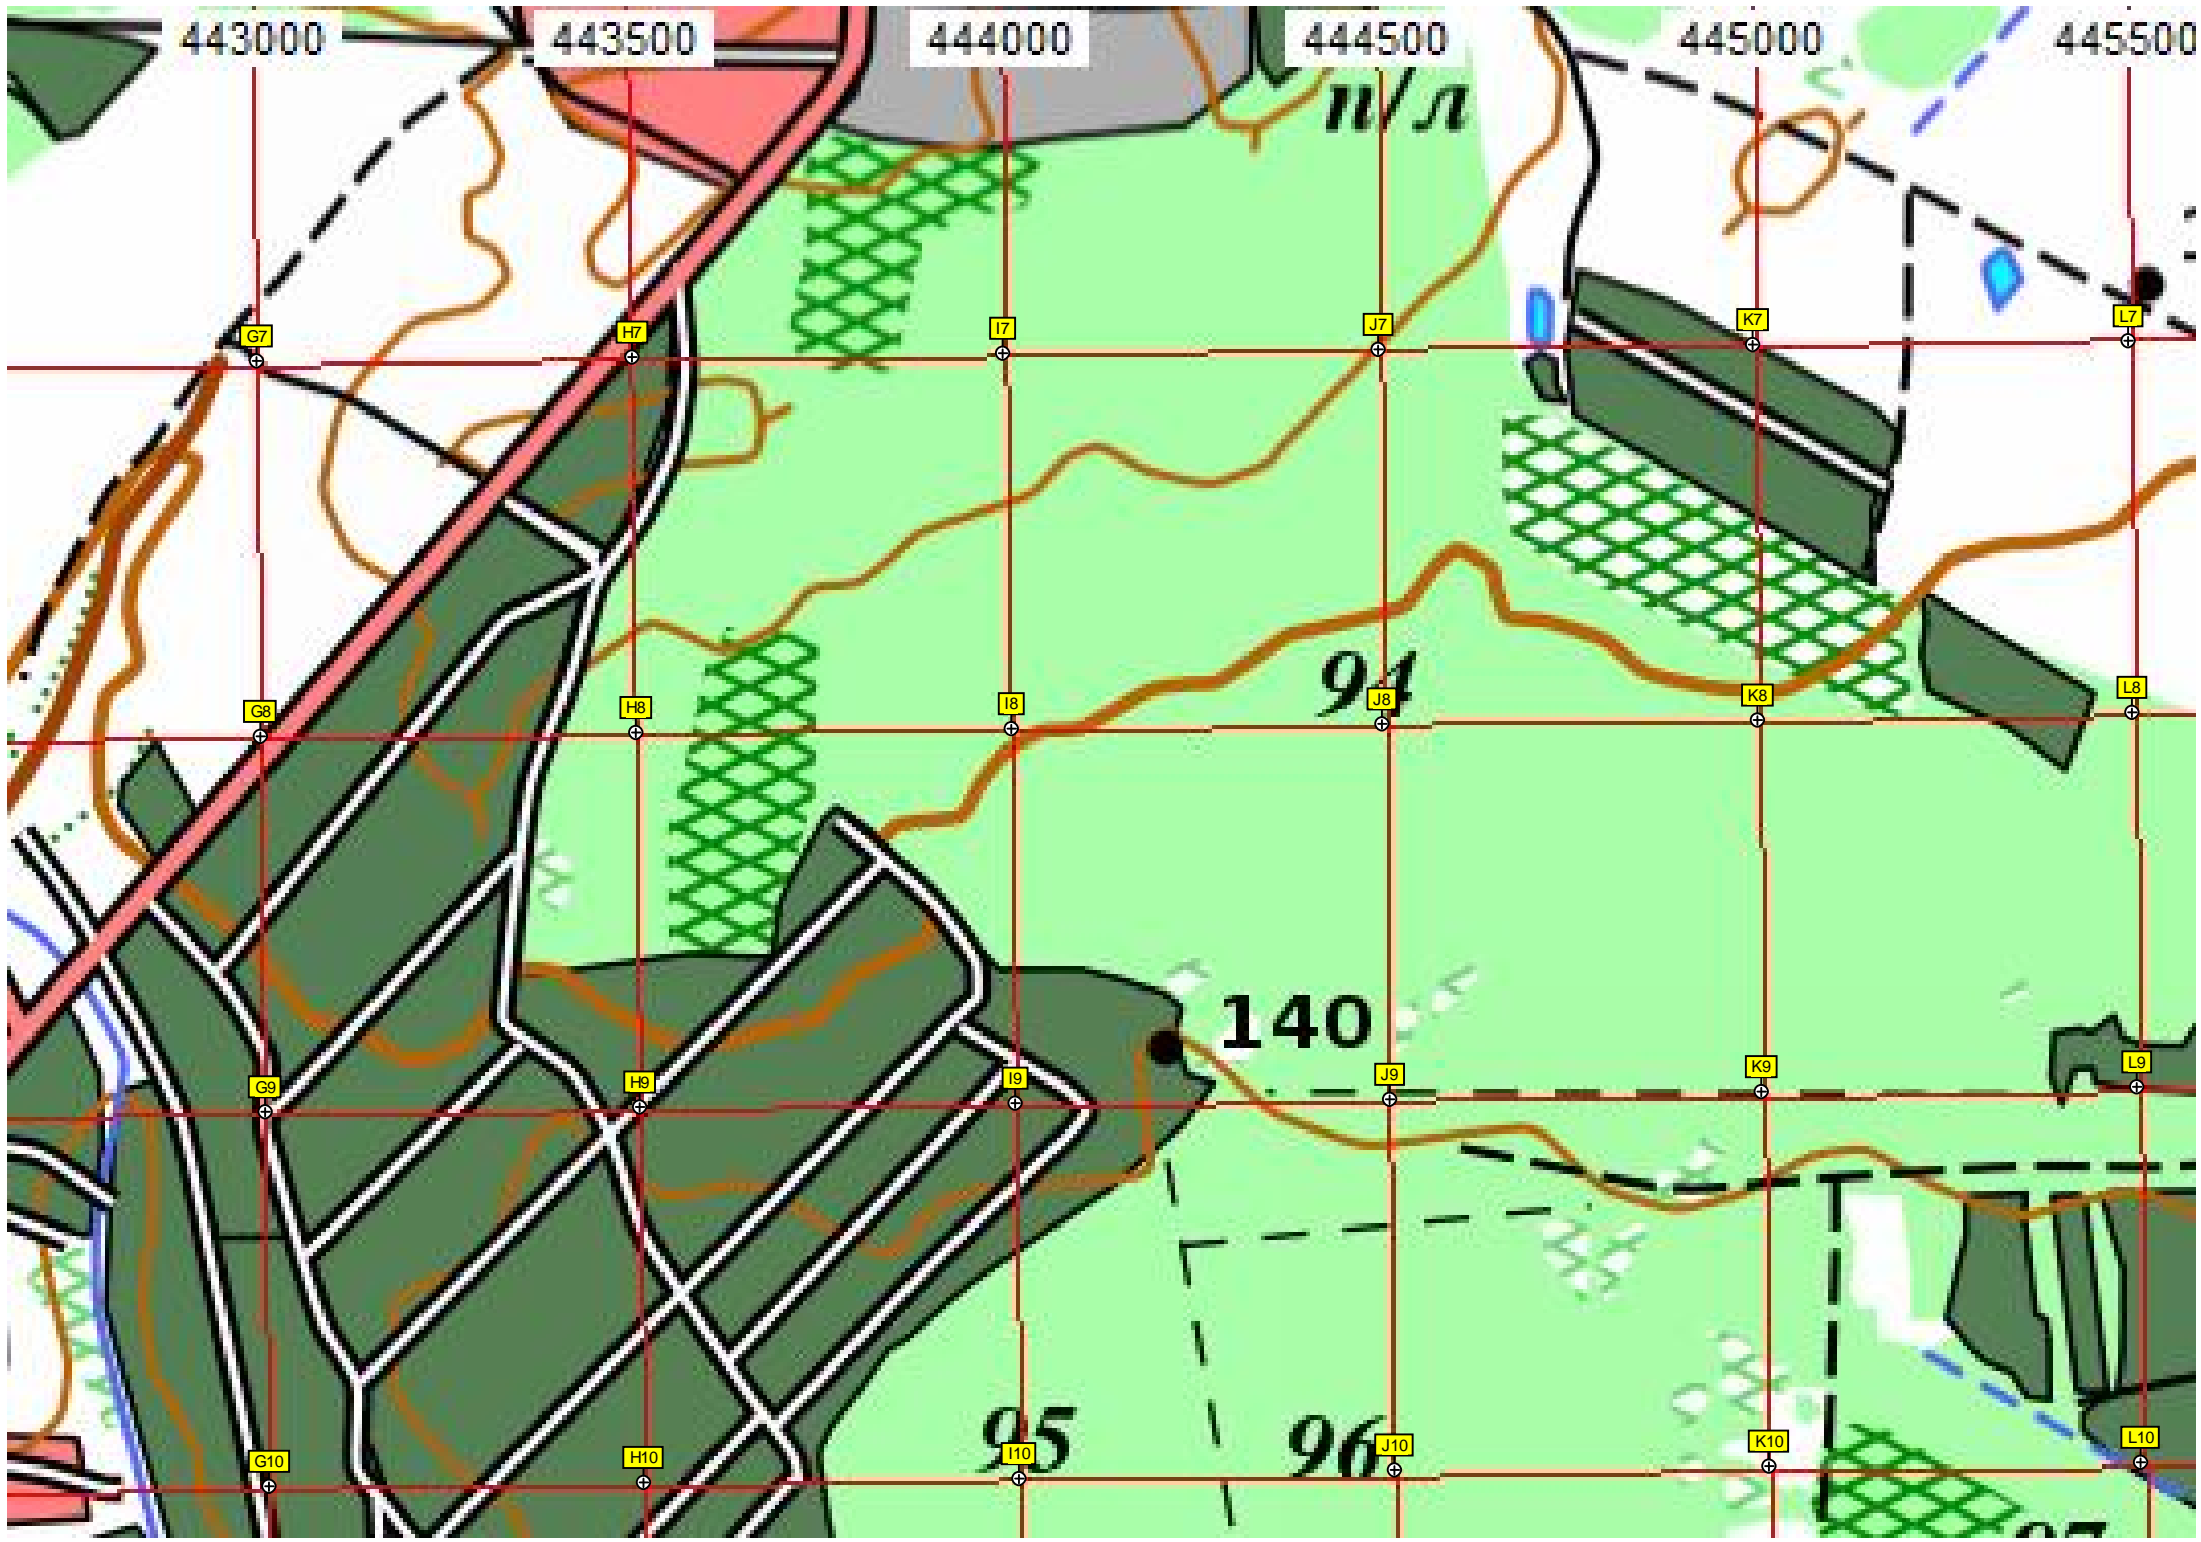 443000 443500 444000 444500 445000 445500
п/л
G7 H7 I7 J7 K7 L7
94
G8 H8 I8 J8 K8 L8
140
G9 H9 I9 J9 K9 L9
95 96
G10 H10 I10 J10 K10 L10